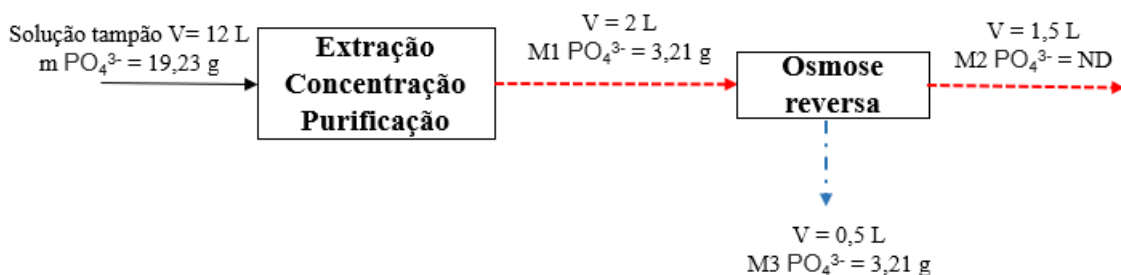 Solução tampão V= 12 L
m PO₄³⁻ = 19,23 g
Extração
Concentração
Purificação
V = 2 L
M1 PO₄³⁻ = 3,21 g
Osmose
reversa
V = 1,5 L
M2 PO₄³⁻ = ND
V = 0,5 L
M3 PO₄³⁻ = 3,21 g